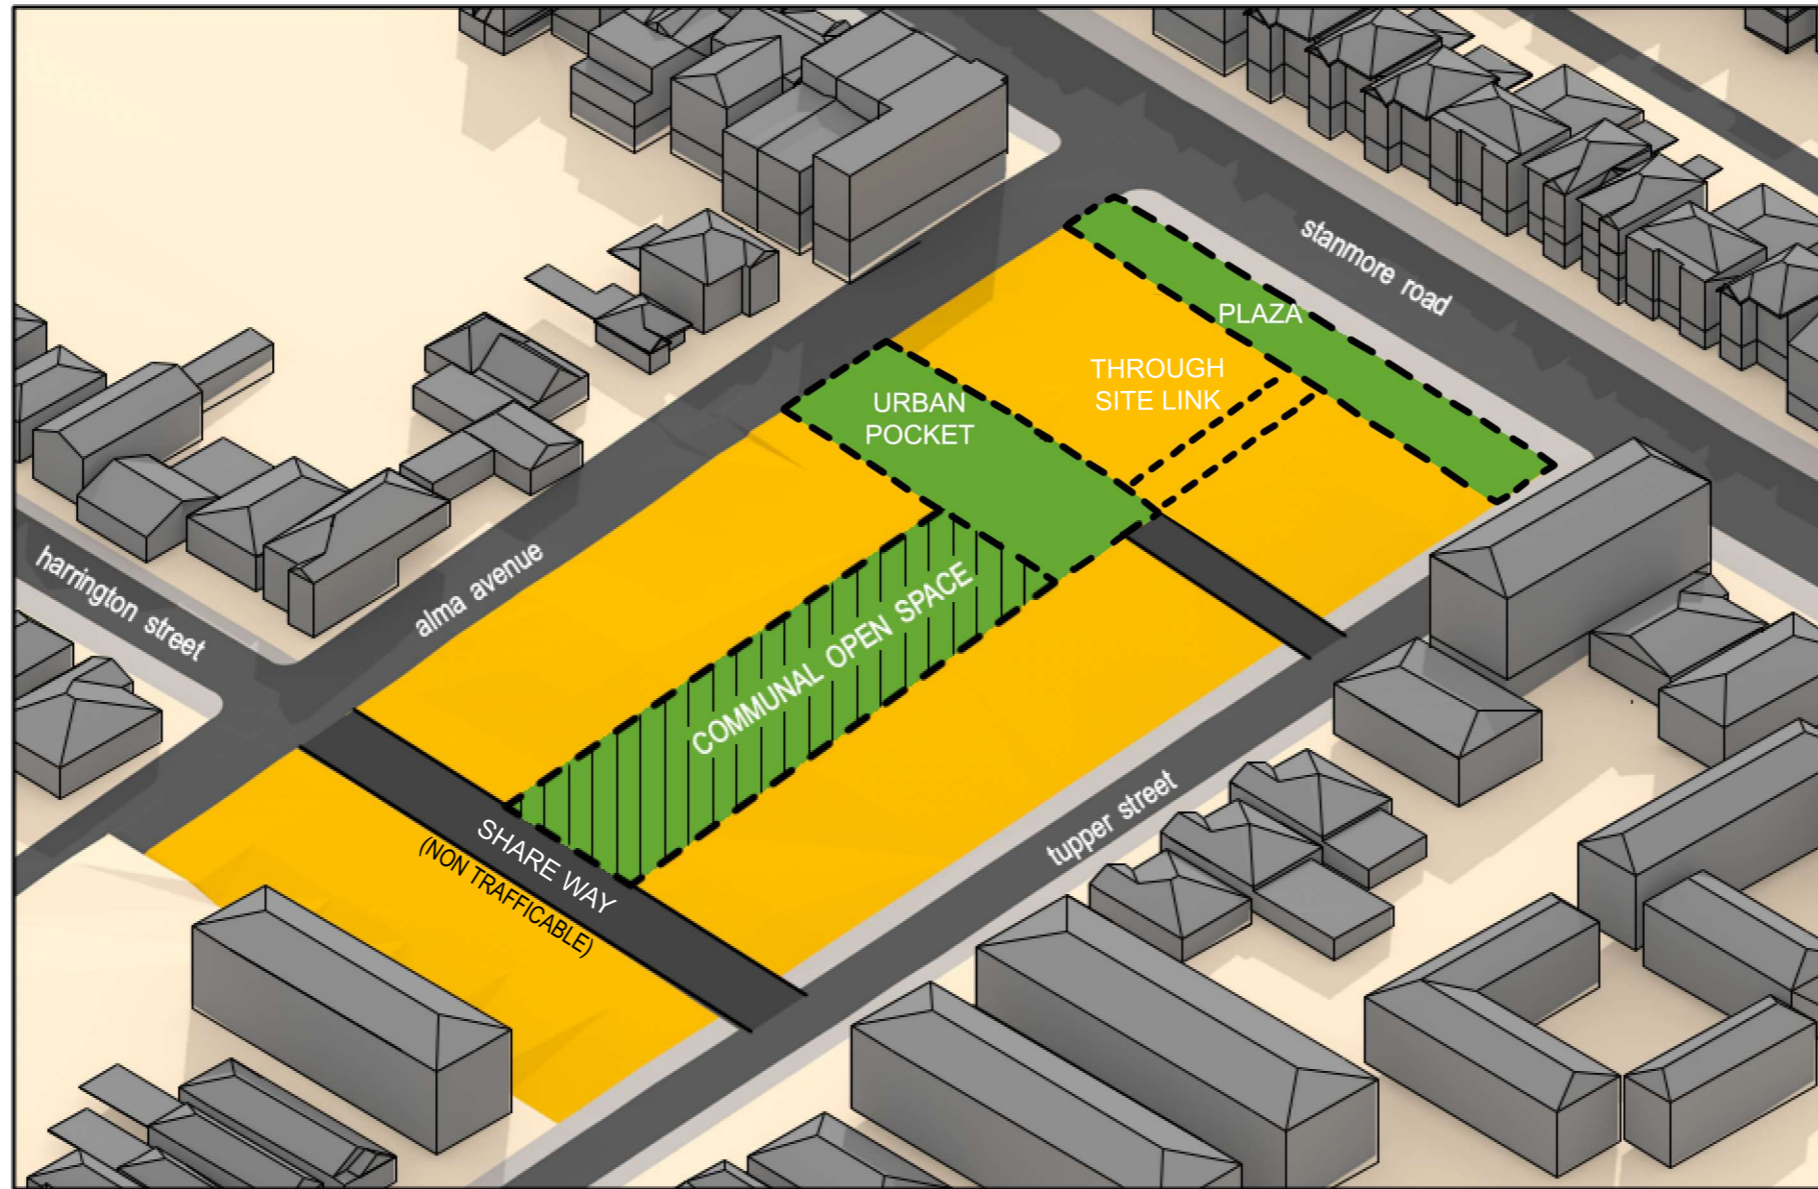 stanmore road
PLAZA
THROUGH
SITE LINK
URBAN
POCKET
harrington street
alma avenue
COMMUNAL OPEN SPACE
tupper street
SHARE WAY
(NON TRAFFICABLE)